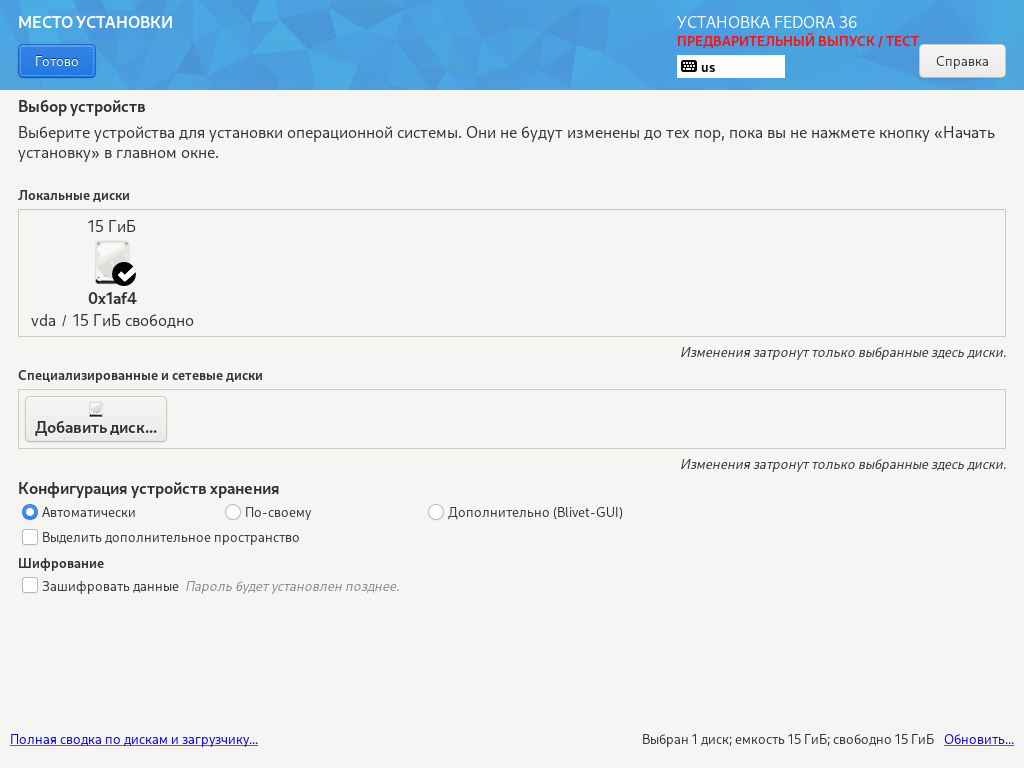 МЕСТО УСТАНОВКИ
УСТАНОВКА FEDORA 36
ПРЕДВАРИТЕЛЬНЫЙ ВЫПУСК / ТЕСТ
Готово
us
Справка
Выбор устройств
Выберите устройства для установки операционной системы. Они не будут изменены до тех пор, пока вы не нажмете кнопку «Начать
установку» в главном окне.
Локальные диски
15 ГиБ
0x1af4
vda / 15 ГиБ свободно
Изменения затронут только выбранные здесь диски.
Специализированные и сетевые диски
Добавить диск...
Изменения затронут только выбранные здесь диски.
Конфигурация устройств хранения
Автоматически По-своему Дополнительно (Blivet-GUI)
Выделить дополнительное пространство
Шифрование
Зашифровать данные Пароль будет установлен позднее.
Полная сводка по дискам и загрузчику... Выбран 1 диск; емкость 15 ГиБ; свободно 15 ГиБ Обновить...